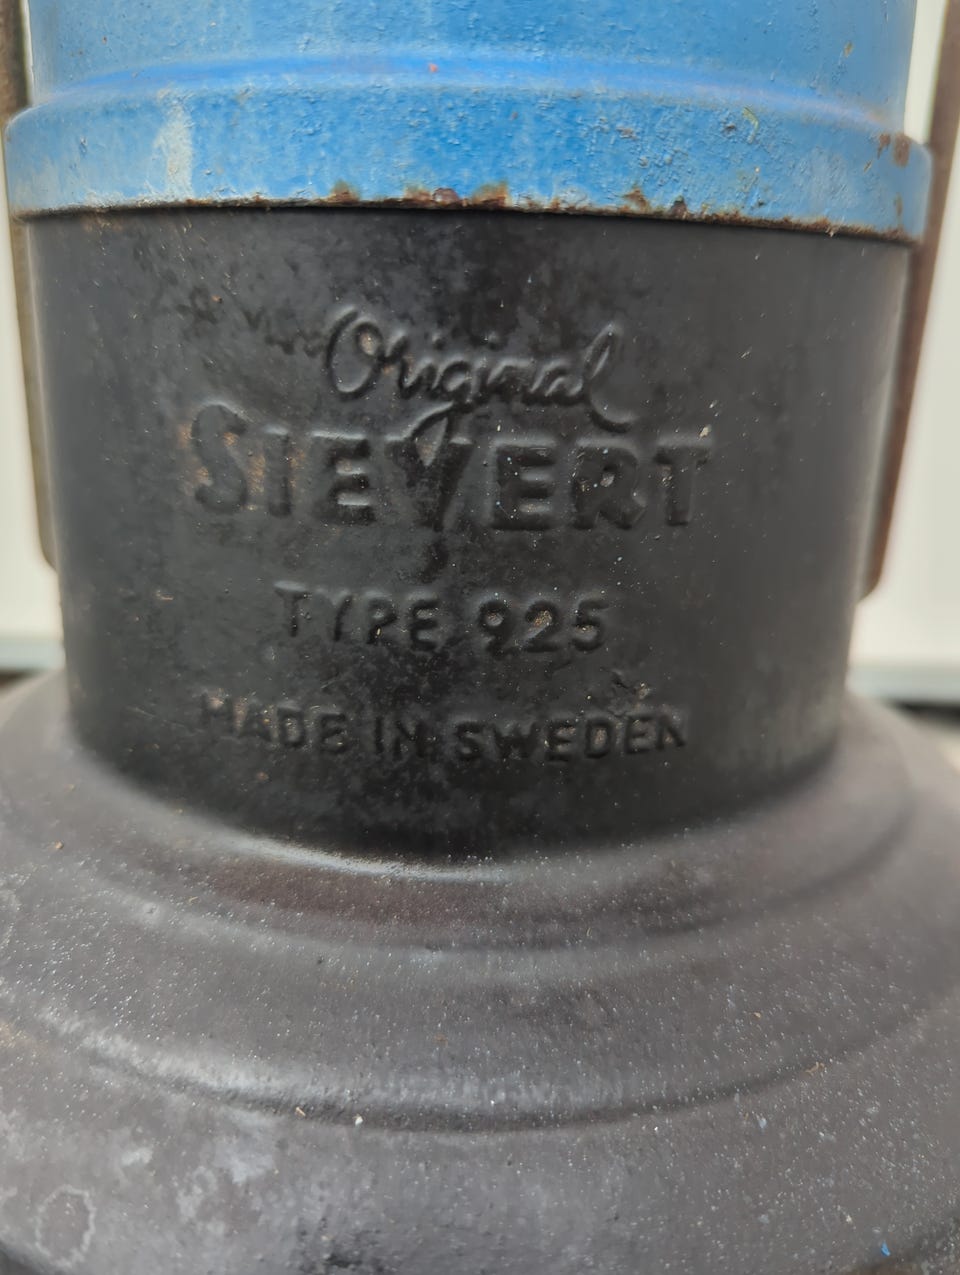 Original
SIEVERT
TYPE 925
MADE IN SWEDEN